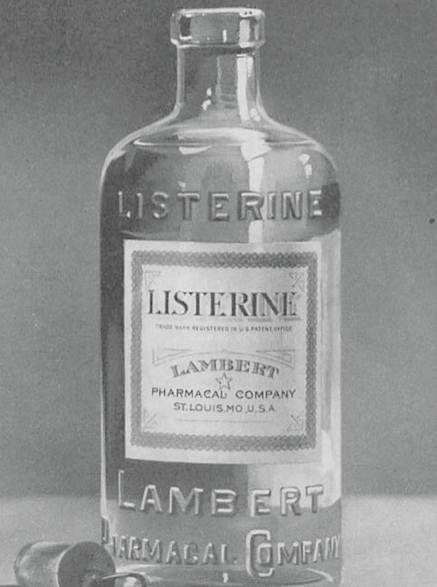 LISTERINE
LISTERINE
TRADE MARK REGISTERED IN U.S. PATENT OFFICE
LAMBERT
PHARMACAL COMPANY
ST. LOUIS, MO., U.S.A.
LAMBERT
PHARMACAL COMPANY